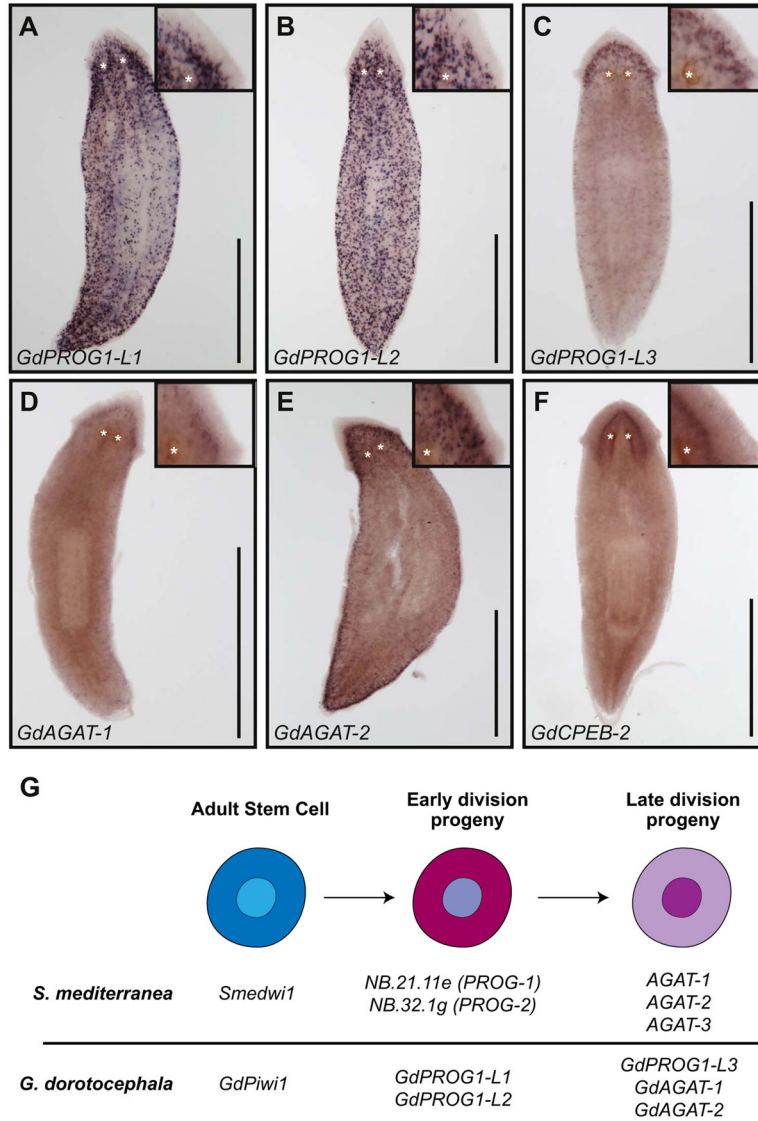 A
B
C
GdPROG1-L1
GdPROG1-L2
GdPROG1-L3
D
E
F
GdAGAT-1
GdAGAT-2
GdCPEB-2
G
Adult Stem Cell
Early division
progeny
Late division
progeny
S. mediterranea
Smedwi1
NB.21.11e (PROG-1)
NB.32.1g (PROG-2)
AGAT-1
AGAT-2
AGAT-3
G. dorotocephala
GdPiwi1
GdPROG1-L1
GdPROG1-L2
GdPROG1-L3
GdAGAT-1
GdAGAT-2